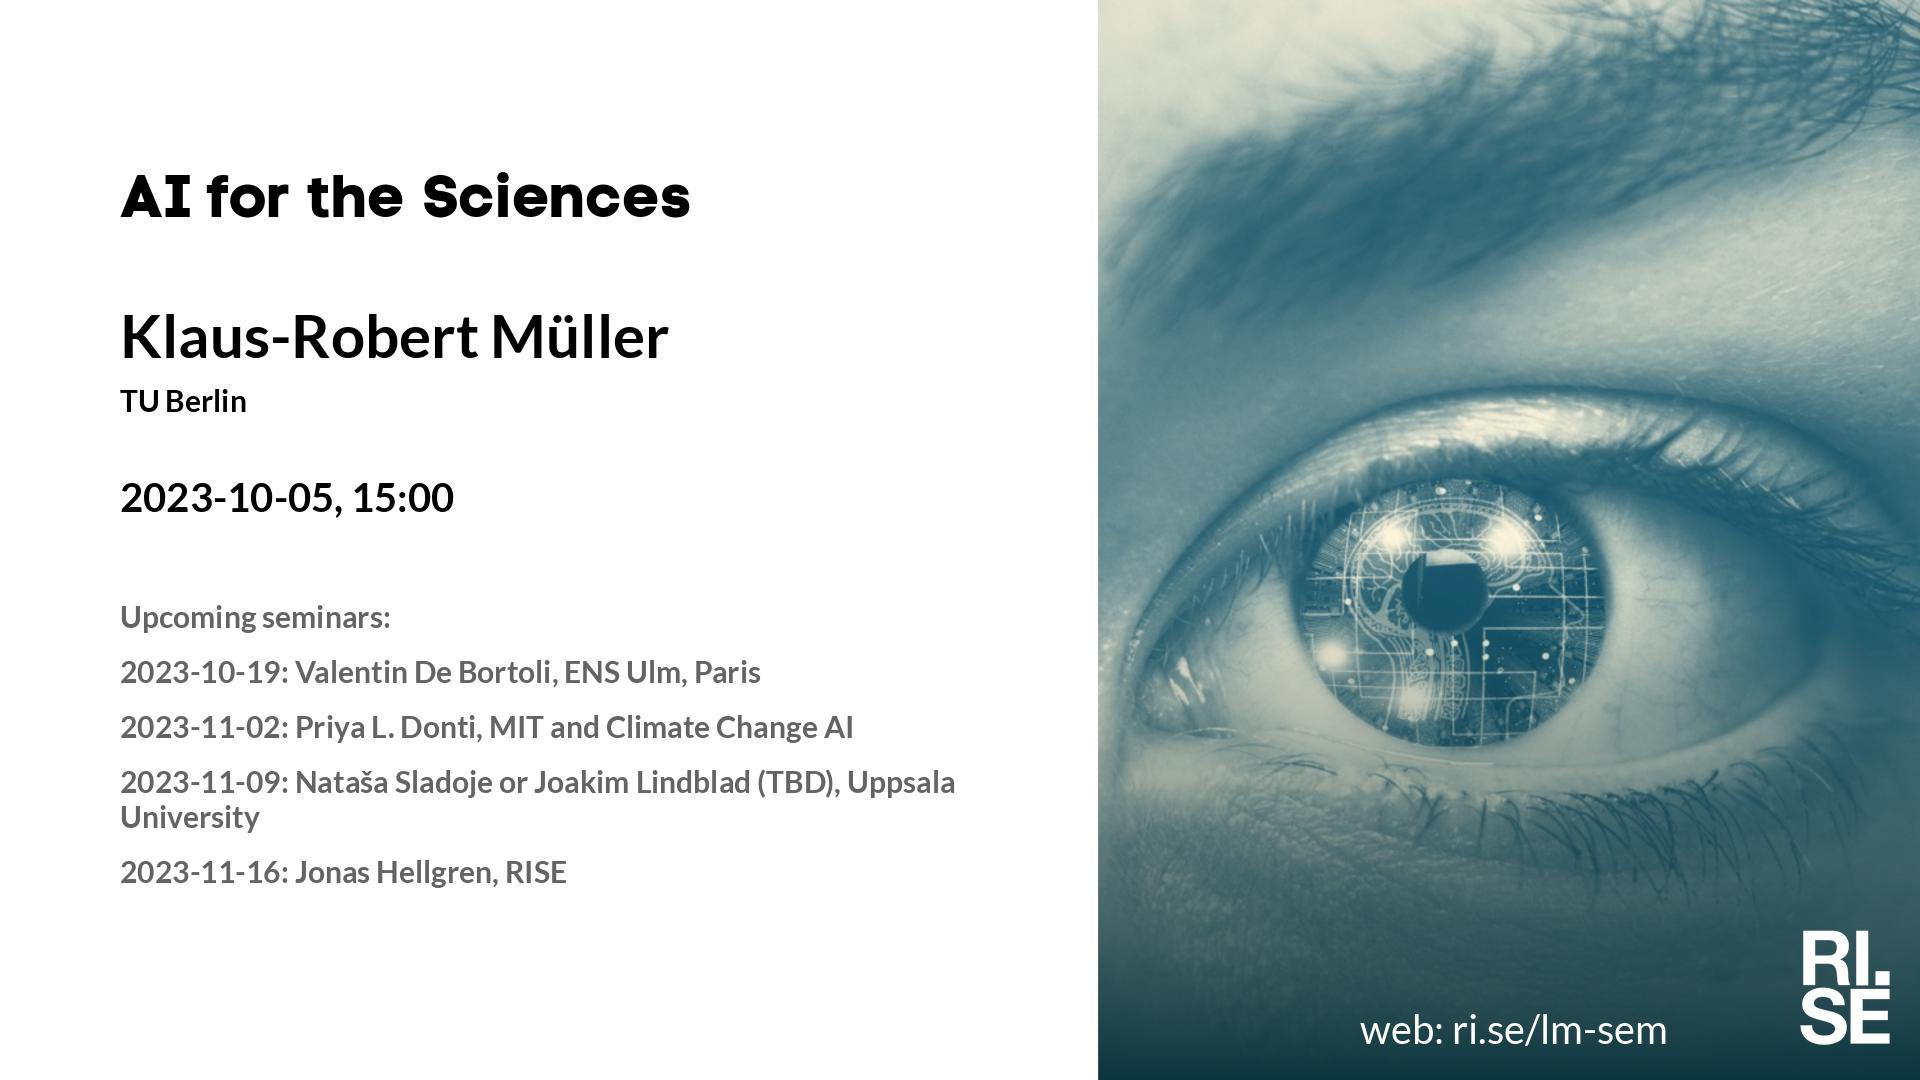 AI for the Sciences
Klaus-Robert Müller
TU Berlin
2023-10-05, 15:00
Upcoming seminars:
2023-10-19: Valentin De Bortoli, ENS Ulm, Paris
2023-11-02: Priya L. Donti, MIT and Climate Change AI
2023-11-09: Nataša Sladoje or Joakim Lindblad (TBD), Uppsala
University
2023-11-16: Jonas Hellgren, RISE
web: ri.se/lm-sem
RI.
SE